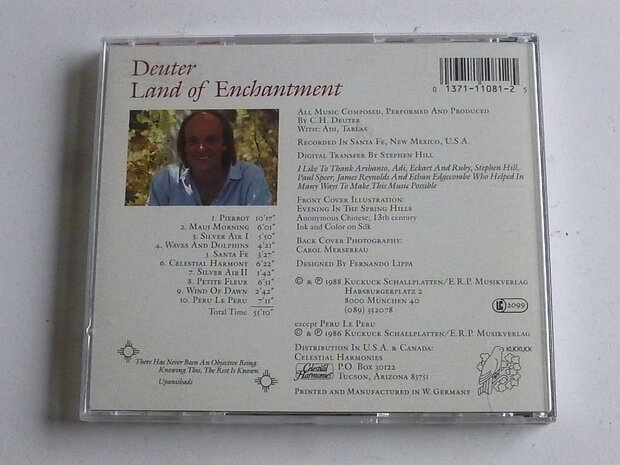 Deuter
Land of Enchantment
0 1371-11081-2 5
All Music Composed, Performed And Produced
By C.H. Deuter
With: Adi, Tablas
Recorded In Santa Fe, New Mexico, U.S.A.
Digital Transfer By Stephen Hill
I Like To Thank Arihanto, Adi, Eckart And Ruby, Stephen Hill,
Paul Speer, James Reynolds And Ethan Edgecombe Who Helped In
Many Ways To Make This Music Possible
Front Cover Illustration:
Evening In The Spring Hills
Anonymous Chinese, 13th century
Ink and Color on Silk
Back Cover Photography:
Carol Mersereau
Designed By Fernando Lippa
1. Pierrot 10'17"
2. Maui Morning 6'01"
3. Silver Air I 5'50"
4. Waves And Dolphins 4'21"
5. Santa Fe 3'27"
6. Celestial Harmony 6'22"
7. Silver Air II 1'42"
8. Petite Fleur 6'51"
9. Wind Of Dawn 2'42"
10. Peru Le Peru 7'11"
Total Time 55'10"
© & ℗ 1988 Kuckuck Schallplatten/E.R.P. Musikverlag
Habsburgerplatz 2
8000 München 40
(089) 332078
LC 2099
except Peru Le Peru
© & ℗ 1986 Kuckuck Schallplatten/E.R.P. Musikverlag
Distribution In U.S.A. & Canada:
Celestial Harmonies
P.O. Box 30122
Tucson, Arizona 85751
Celestial Harmonies
KUCKUCK
Printed and Manufactured in W. Germany
There Has Never Been An Objective Being.
Knowing This, The Rest Is Known.
Upanishads